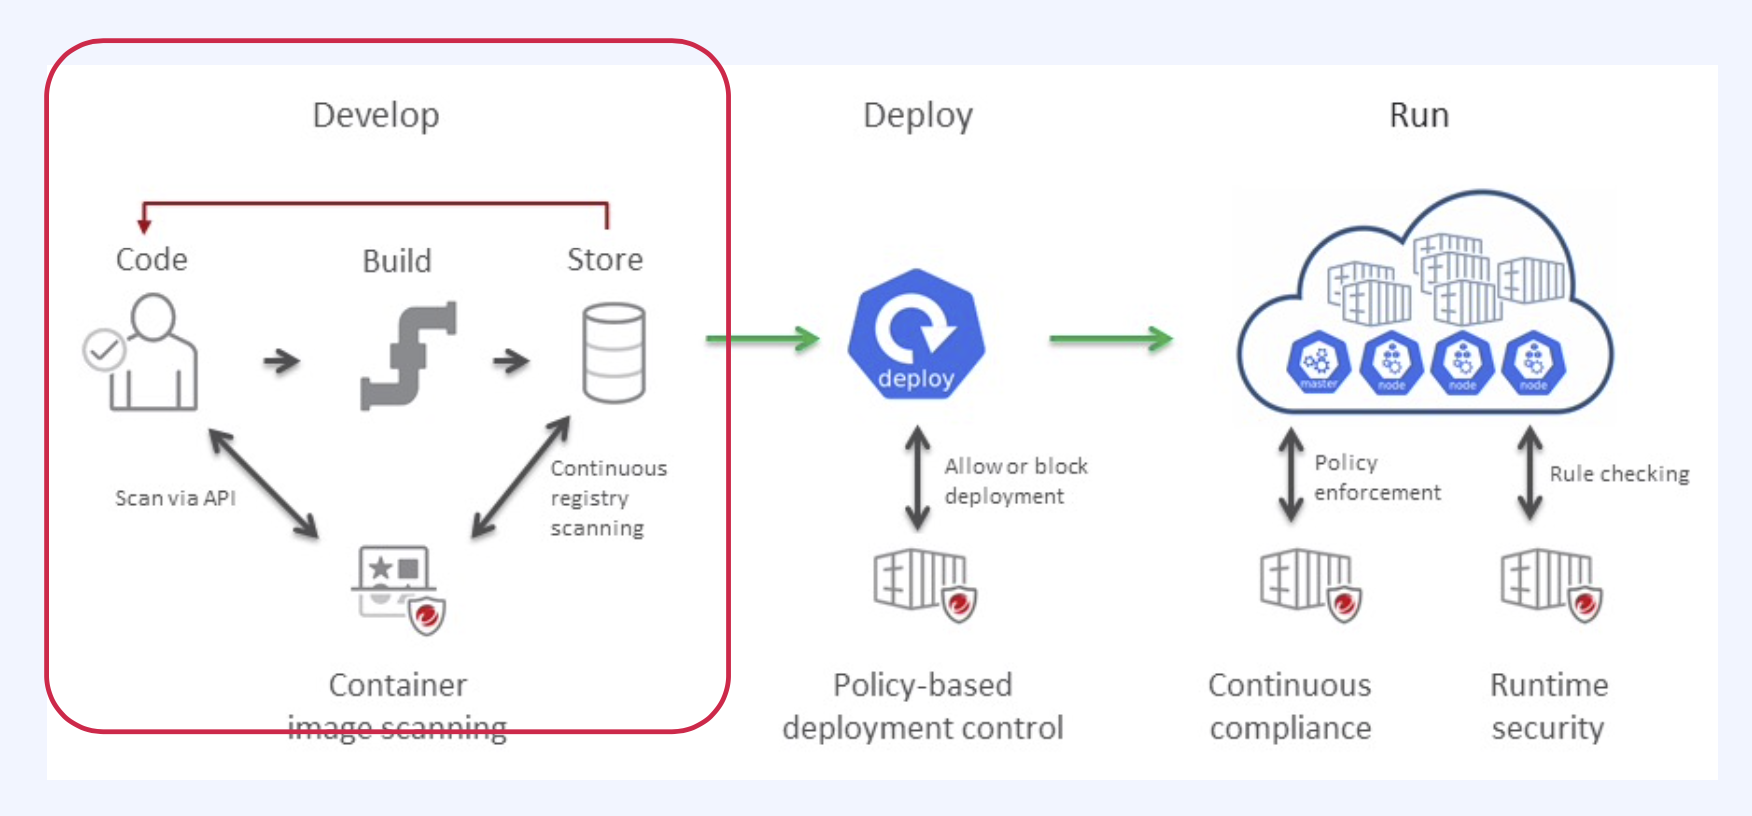 Develop
Deploy
Run
Code
Build
Store
deploy
master
node
node
node
Scan via API
Continuous
registry
scanning
Allow or block
deployment
Policy
enforcement
Rule checking
Container
image scanning
Policy-based
deployment control
Continuous
compliance
Runtime
security